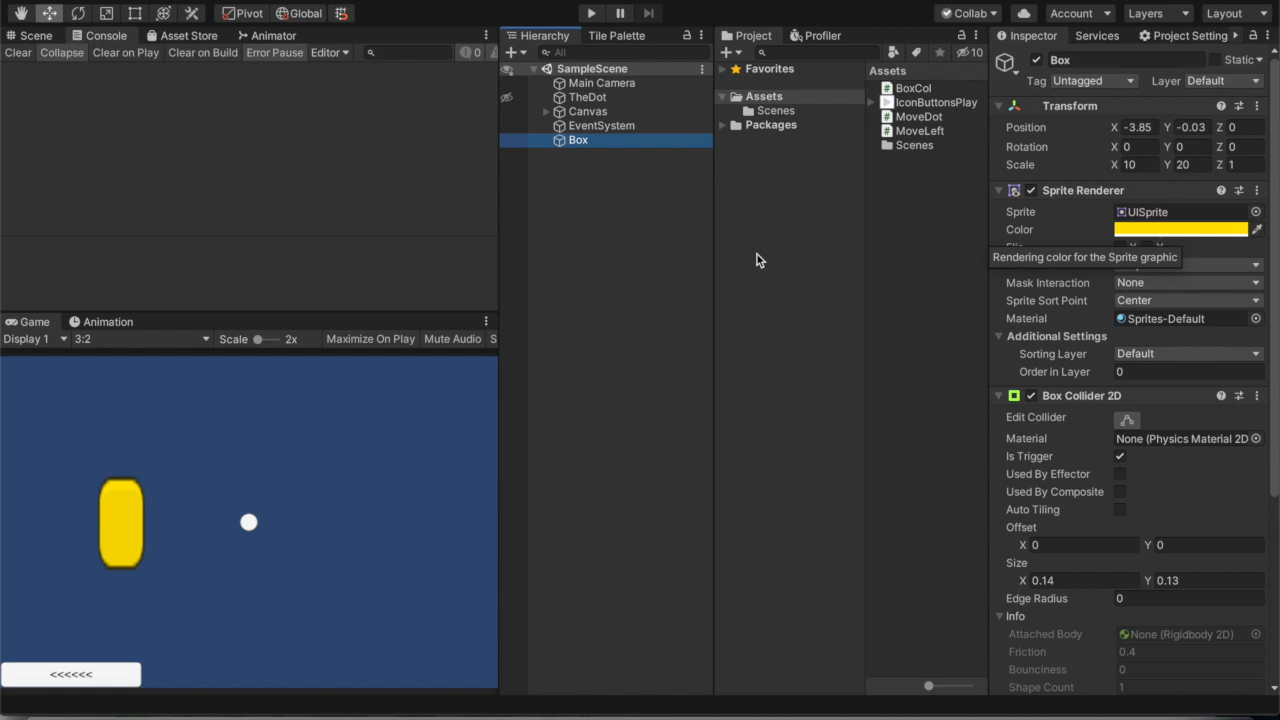 Pivot Global Collab Account Layers Layout
Scene Console Asset Store Animator
Clear Collapse Clear on Play Clear on Build Error Pause Editor 0
Game Animation
Display 1 3:2 Scale 2x Maximize On Play Mute Audio S
<<<<<<
Hierarchy Tile Palette
All
SampleScene
Main Camera
TheDot
Canvas
EventSystem
Box
Project Profiler
10
Favorites
Assets
Scenes
Packages
Assets
BoxCol
IconButtonsPlay
MoveDot
MoveLeft
Scenes
Inspector Services Project Setting
Box Static
Tag Untagged Layer Default
Transform
Position X -3.85 Y -0.03 Z 0
Rotation X 0 Y 0 Z 0
Scale X 10 Y 20 Z 1
Sprite Renderer
Sprite UISprite
Color
Rendering color for the Sprite graphic
Mask Interaction None
Sprite Sort Point Center
Material Sprites-Default
Additional Settings
Sorting Layer Default
Order in Layer 0
Box Collider 2D
Edit Collider
Material None (Physics Material 2D
Is Trigger
Used By Effector
Used By Composite
Auto Tiling
Offset
X 0 Y 0
Size
X 0.14 Y 0.13
Edge Radius 0
Info
Attached Body None (Rigidbody 2D)
Friction 0.4
Bounciness 0
Shape Count 1